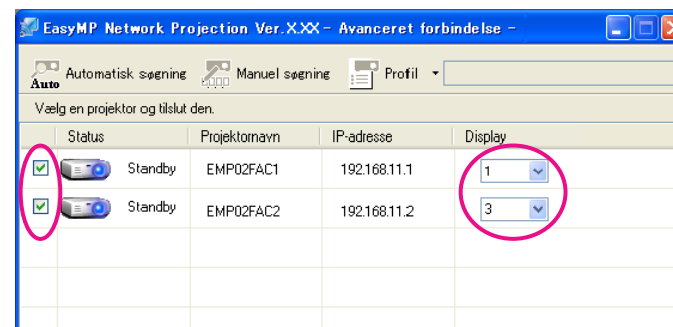 EasyMP Network Projection Ver.X.XX - Avanceret forbindelse -
Auto Automatisk søgning Manuel søgning Profil
Vælg en projektor og tilslut den.
Status Projektornavn IP-adresse Display
Standby EMP02FAC1 192.168.11.1 1
Standby EMP02FAC2 192.168.11.2 3